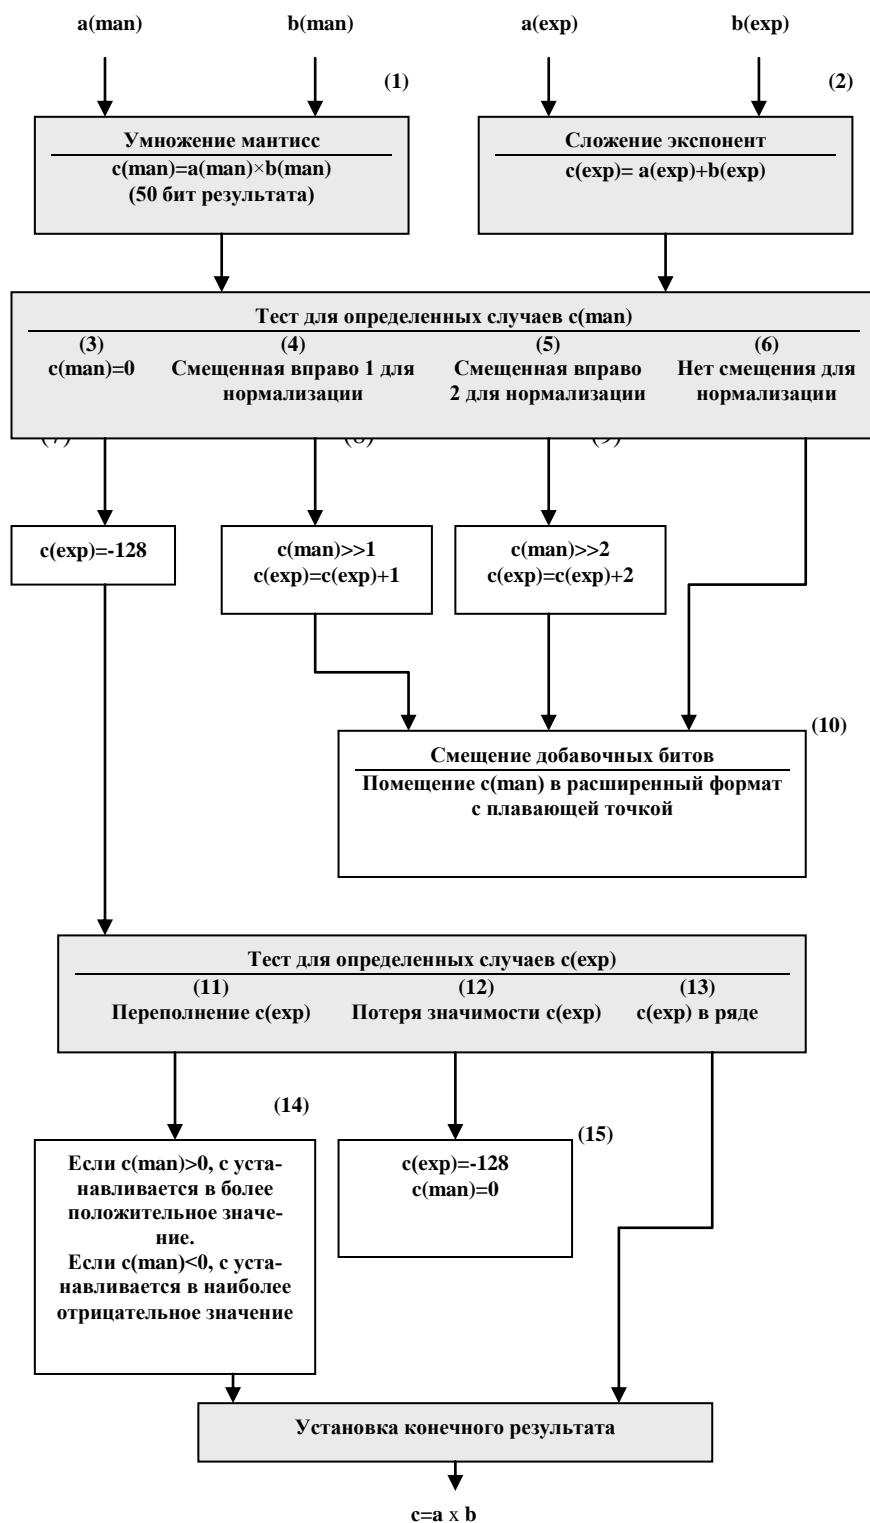 a(man) b(man) a(exp) b(exp)
(1) (2)
Умножение мантисс
c(man)=a(man)×b(man)
(50 бит результата)
Сложение экспонент
c(exp)= a(exp)+b(exp)
Тест для определенных случаев c(man)
(3)
c(man)=0
(4)
Смещенная вправо 1 для
нормализации
(5)
Смещенная вправо
2 для нормализации
(6)
Нет смещения для
нормализации
(7) (8) (9)
c(exp)=-128
c(man)>>1
c(exp)=c(exp)+1
c(man)>>2
c(exp)=c(exp)+2
(10)
Смещение добавочных битов
Помещение c(man) в расширенный формат
с плавающей точкой
Тест для определенных случаев c(exp)
(11)
Переполнение c(exp)
(12)
Потеря значимости c(exp)
(13)
c(exp) в ряде
(14)
Если c(man)>0, с уста-
навливается в более
положительное значе-
ние.
Если c(man)<0, с уста-
навливается в наиболее
отрицательное значение
(15)
c(exp)=-128
c(man)=0
Установка конечного результата
c=a x b